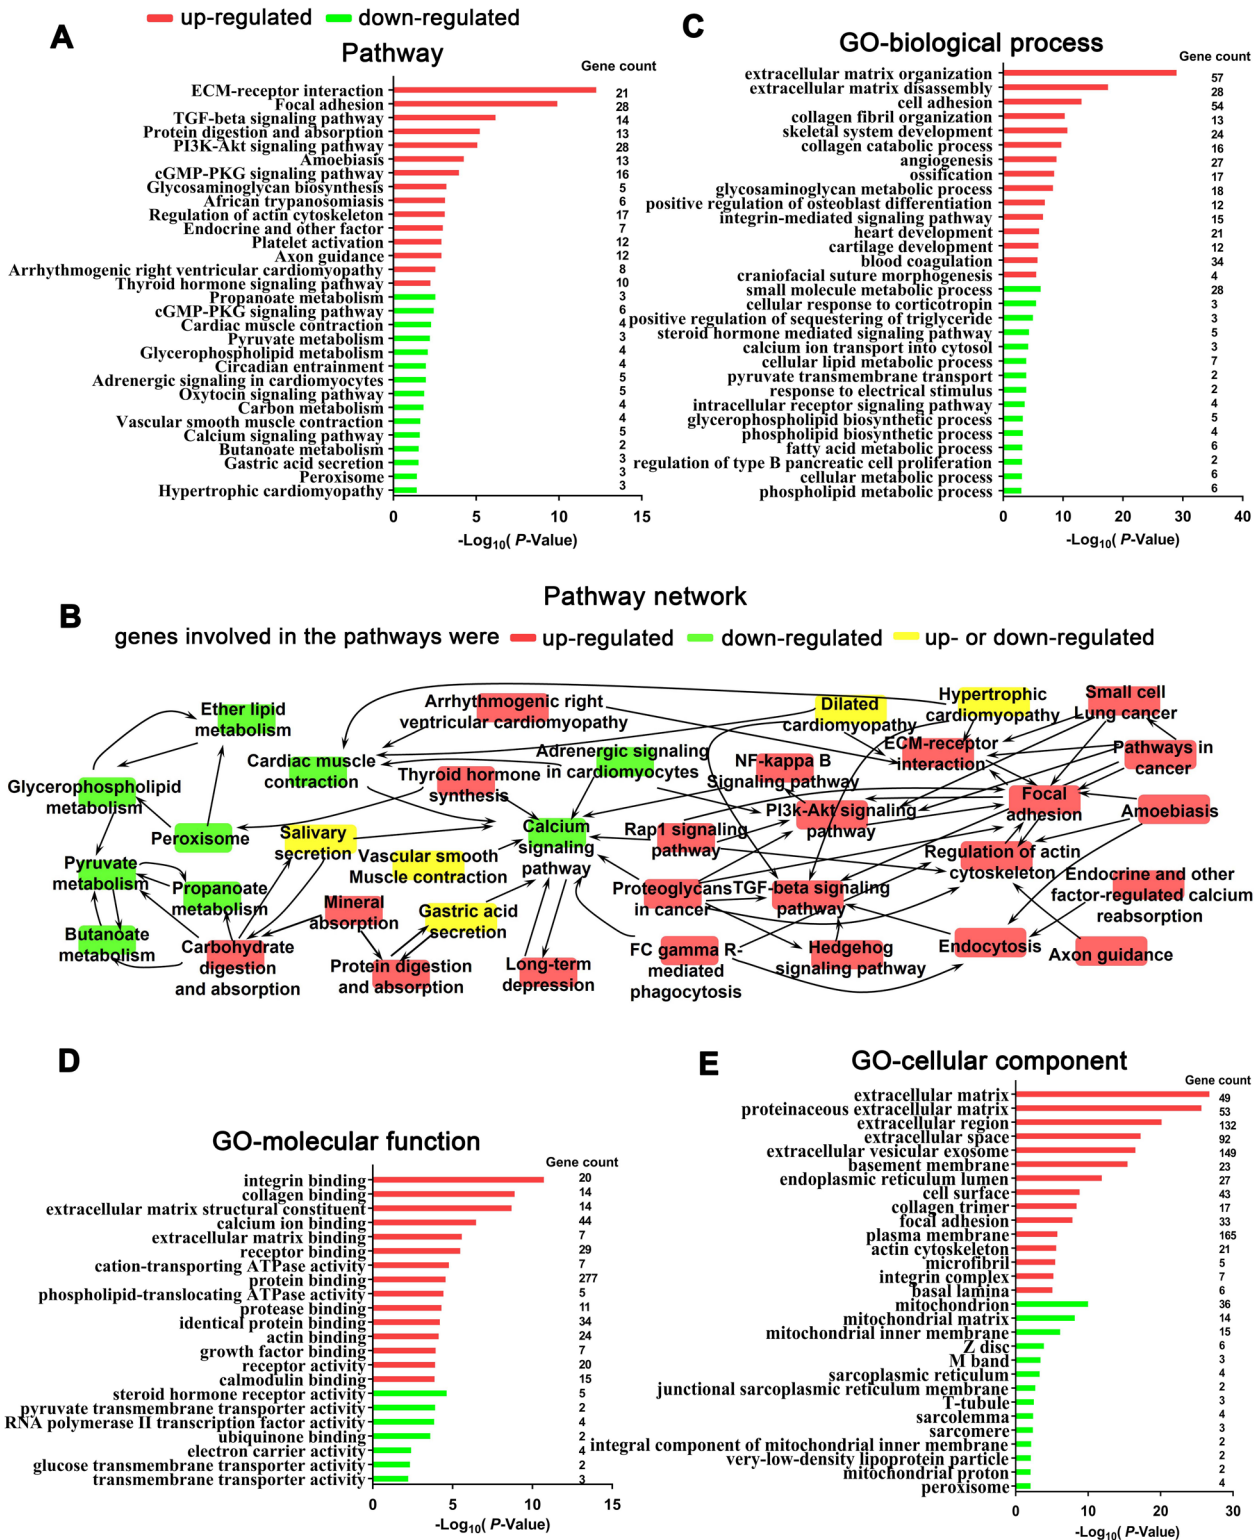 up-regulated down-regulated
A
Pathway
Gene count
ECM-receptor interaction 21
Focal adhesion 28
TGF-beta signaling pathway 14
Protein digestion and absorption 13
PI3K-Akt signaling pathway 28
Amoebiasis 13
cGMP-PKG signaling pathway 16
Glycosaminoglycan biosynthesis 5
African trypanosomiasis 6
Regulation of actin cytoskeleton 17
Endocrine and other factor 7
Platelet activation 12
Axon guidance 12
Arrhythmogenic right ventricular cardiomyopathy 8
Thyroid hormone signaling pathway 10
Propanoate metabolism 3
cGMP-PKG signaling pathway 6
Cardiac muscle contraction 4
Pyruvate metabolism 3
Glycerophospholipid metabolism 4
Circadian entrainment 4
Adrenergic signaling in cardiomyocytes 5
Oxytocin signaling pathway 5
Carbon metabolism 4
Vascular smooth muscle contraction 4
Calcium signaling pathway 5
Butanoate metabolism 2
Gastric acid secretion 3
Peroxisome 3
Hypertrophic cardiomyopathy 3
0 5 10 15
-Log10( P-Value)
C
GO-biological process
Gene count
extracellular matrix organization 57
extracellular matrix disassembly 28
cell adhesion 54
collagen fibril organization 13
skeletal system development 24
collagen catabolic process 16
angiogenesis 27
ossification 17
glycosaminoglycan metabolic process 18
positive regulation of osteoblast differentiation 12
integrin-mediated signaling pathway 15
heart development 21
cartilage development 12
blood coagulation 34
craniofacial suture morphogenesis 4
small molecule metabolic process 28
cellular response to corticotropin 3
positive regulation of sequestering of triglyceride 3
steroid hormone mediated signaling pathway 5
calcium ion transport into cytosol 3
cellular lipid metabolic process 7
pyruvate transmembrane transport 2
response to electrical stimulus 2
intracellular receptor signaling pathway 4
glycerophospholipid biosynthetic process 5
phospholipid biosynthetic process 4
fatty acid metabolic process 6
regulation of type B pancreatic cell proliferation 2
cellular metabolic process 6
phospholipid metabolic process 6
0 10 20 30 40
-Log10( P-Value)
B
Pathway network
genes involved in the pathways were up-regulated down-regulated up- or down-regulated
Ether lipid
metabolism
Arrhythmogenic right
ventricular cardiomyopathy
Dilated
cardiomyopathy
Hypertrophic
cardiomyopathy
Small cell
Lung cancer
Glycerophospholipid
metabolism
Cardiac muscle
contraction
Thyroid hormone
synthesis
Adrenergic signaling
in cardiomyocytes
NF-kappa B
Signaling pathway
ECM-receptor
interaction
Pathways in
cancer
Peroxisome
Salivary
secretion
Vascular smooth
Muscle contraction
Calcium
signaling
pathway
Rap1 signaling
pathway
PI3k-Akt signaling
pathway
Focal
adhesion
Amoebiasis
Pyruvate
metabolism
Propanoate
metabolism
Mineral
absorption
Gastric acid
secretion
Proteoglycans
in cancer
TGF-beta signaling
pathway
Regulation of actin
cytoskeleton
Endocrine and other
factor-regulated calcium
reabsorption
Butanoate
metabolism
Carbohydrate
digestion
and absorption
Protein digestion
and absorption
Long-term
depression
FC gamma R-
mediated
phagocytosis
Hedgehog
signaling pathway
Endocytosis
Axon guidance
D
GO-molecular function
Gene count
integrin binding 20
collagen binding 14
extracellular matrix structural constituent 14
calcium ion binding 44
extracellular matrix binding 7
receptor binding 29
cation-transporting ATPase activity 7
protein binding 277
phospholipid-translocating ATPase activity 5
protease binding 11
identical protein binding 34
actin binding 24
growth factor binding 7
receptor activity 20
calmodulin binding 15
steroid hormone receptor activity 5
pyruvate transmembrane transporter activity 2
RNA polymerase II transcription factor activity 4
ubiquinone binding 2
electron carrier activity 4
glucose transmembrane transporter activity 2
transmembrane transporter activity 3
0 5 10 15
-Log10( P-Value)
E
GO-cellular component
Gene count
extracellular matrix 49
proteinaceous extracellular matrix 53
extracellular region 132
extracellular space 92
extracellular vesicular exosome 149
basement membrane 23
endoplasmic reticulum lumen 27
cell surface 43
collagen trimer 17
focal adhesion 33
plasma membrane 165
actin cytoskeleton 21
microfibril 5
integrin complex 7
basal lamina 6
mitochondrion 36
mitochondrial matrix 14
mitochondrial inner membrane 15
Z disc 6
M band 3
sarcoplasmic reticulum 4
junctional sarcoplasmic reticulum membrane 2
T-tubule 3
sarcolemma 4
sarcomere 3
integral component of mitochondrial inner membrane 2
very-low-density lipoprotein particle 2
mitochondrial proton 2
peroxisome 4
0 10 20 30
-Log10( P-Value)